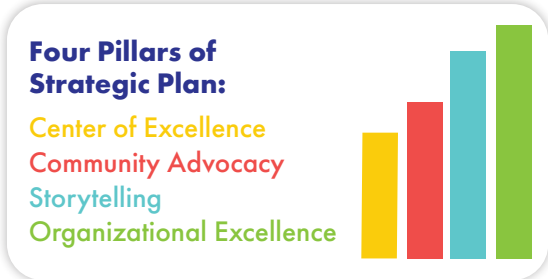 Four Pillars of
Strategic Plan:
Center of Excellence
Community Advocacy
Storytelling
Organizational Excellence